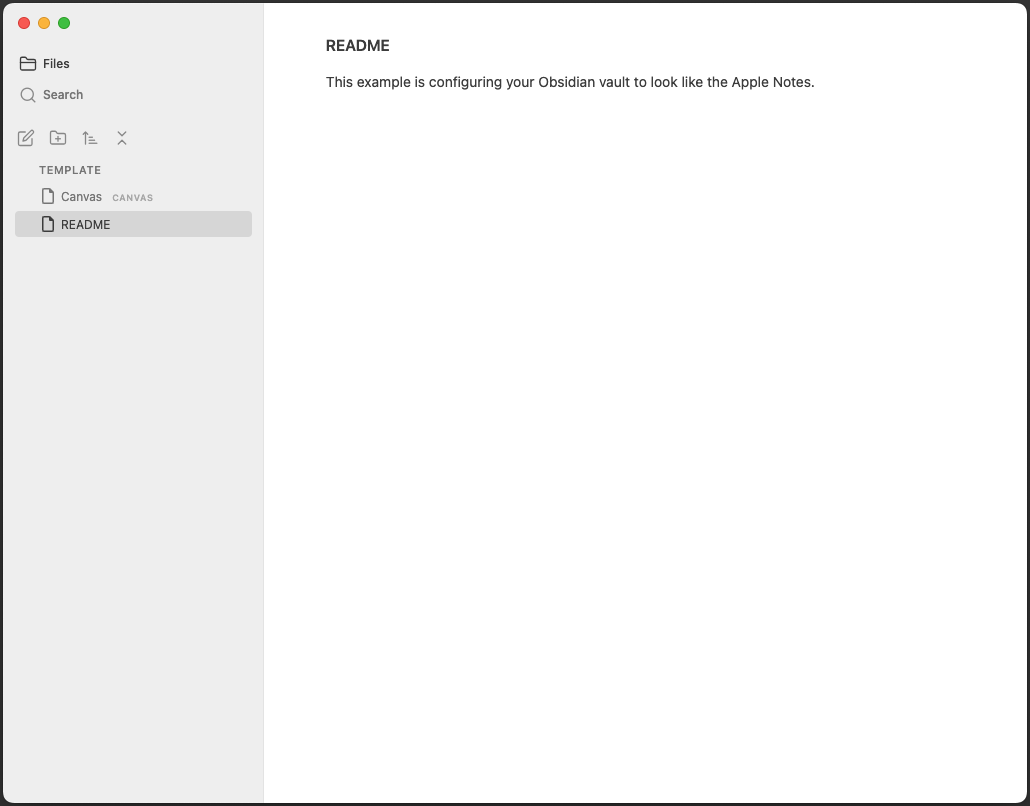 Files
Search
TEMPLATE
Canvas CANVAS
README
README
This example is configuring your Obsidian vault to look like the Apple Notes.